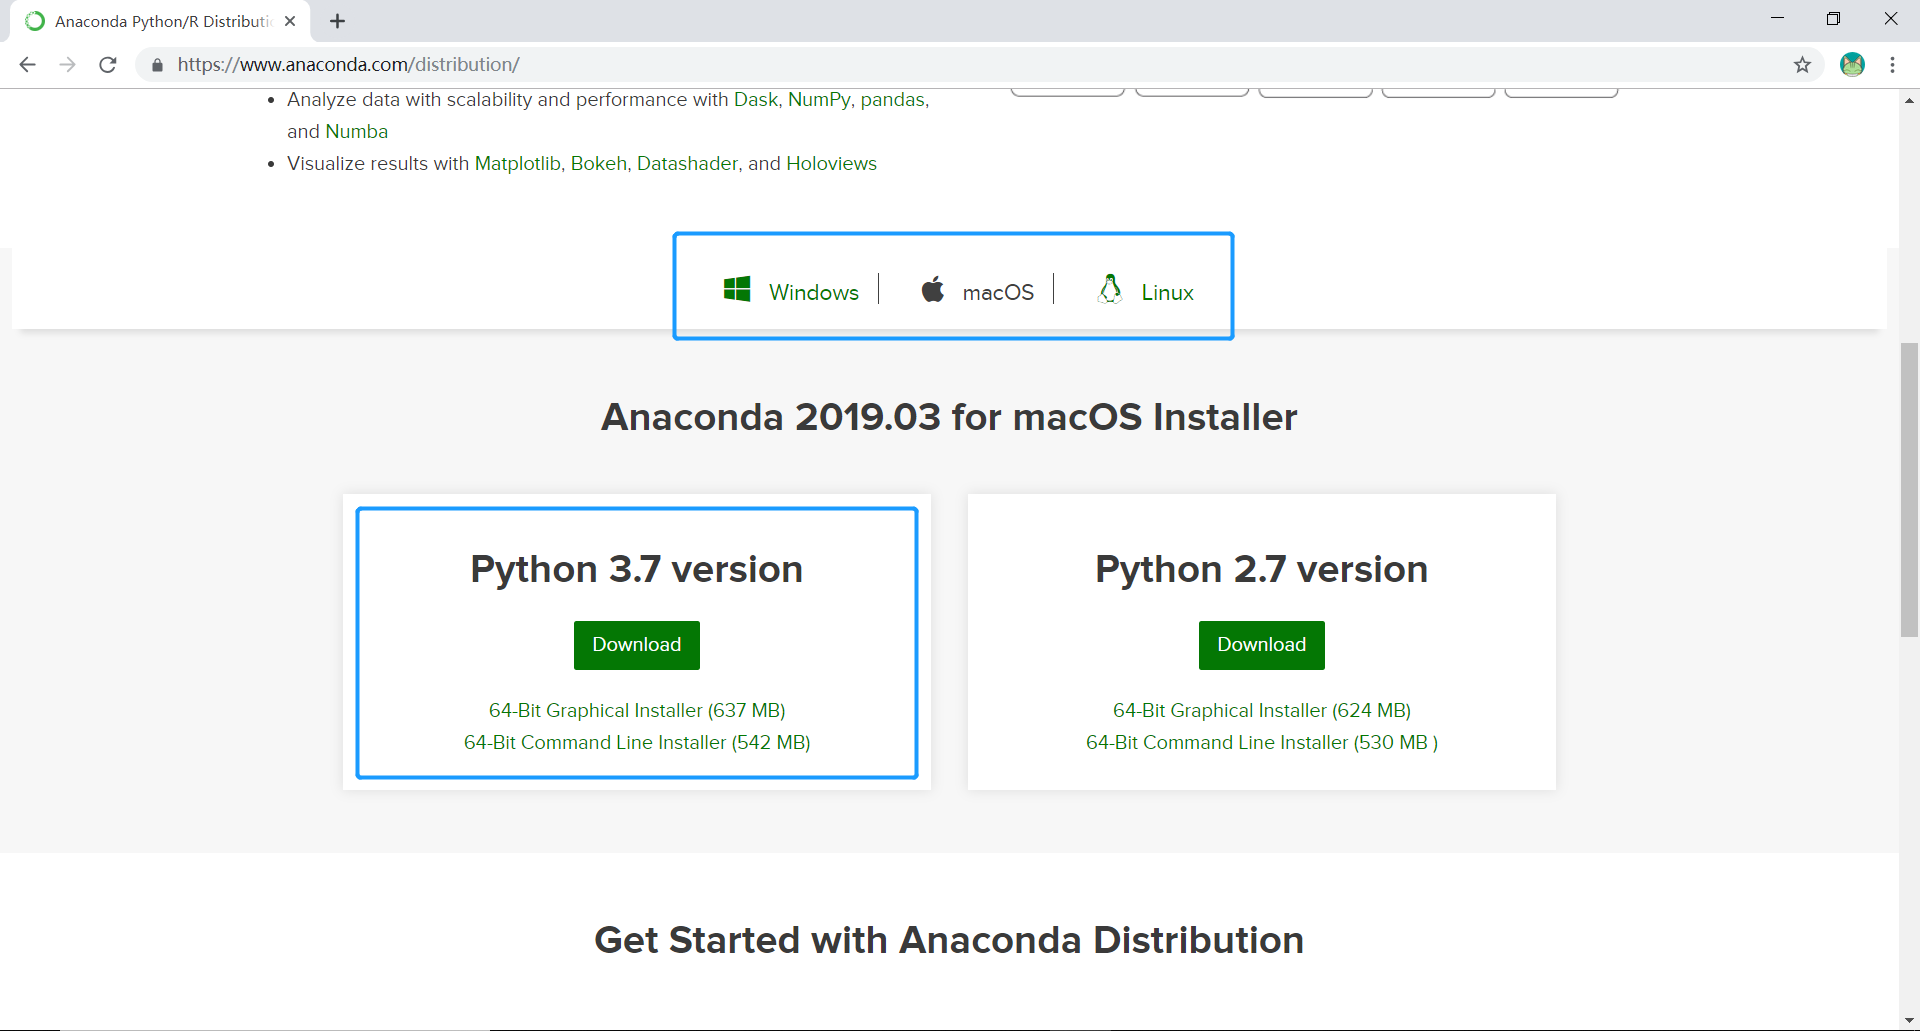 Anaconda Python/R Distributio
https://www.anaconda.com/distribution/
• Analyze data with scalability and performance with Dask, NumPy, pandas,
and Numba
• Visualize results with Matplotlib, Bokeh, Datashader, and Holoviews
Windows | macOS | Linux
Anaconda 2019.03 for macOS Installer
Python 3.7 version
Download
64-Bit Graphical Installer (637 MB)
64-Bit Command Line Installer (542 MB)
Python 2.7 version
Download
64-Bit Graphical Installer (624 MB)
64-Bit Command Line Installer (530 MB )
Get Started with Anaconda Distribution